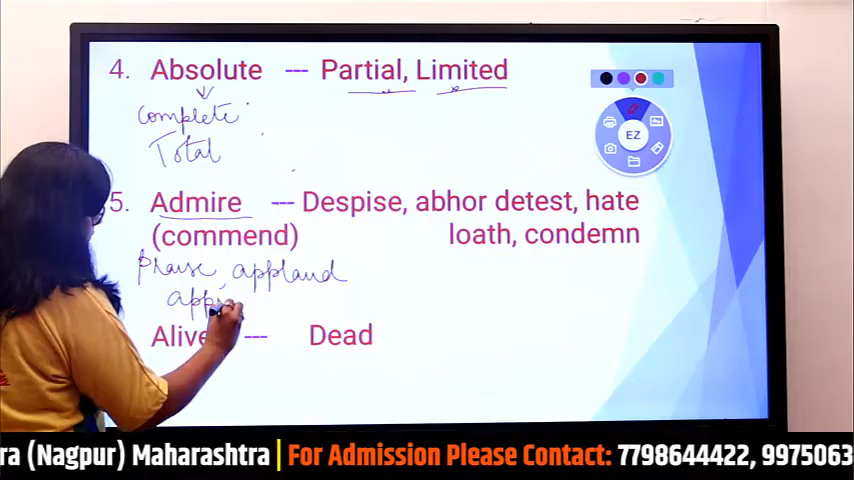 4. Absolute --- Partial, Limited
Complete
Total
EZ
5. Admire --- Despise, abhor detest, hate
(commend) loath, condemn
Praise, applaud
app
Alive --- Dead
ra (Nagpur) Maharashtra | For Admission Please Contact: 7798644422, 9975063